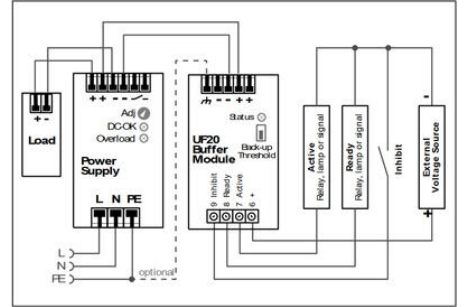 + + - - 
Adj
DC-OK
Overload
Power
Supply
L N PE
+ -
Load
L
N
PE
optional
- - + +
Status
UF20
Buffer
Module
Back-up
Threshold
9 Inhibit
8 Ready
7 Active
6 +
Active
Relay, lamp or signal
Ready
Relay, lamp or signal
Inhibit
-
External
Voltage Source
+